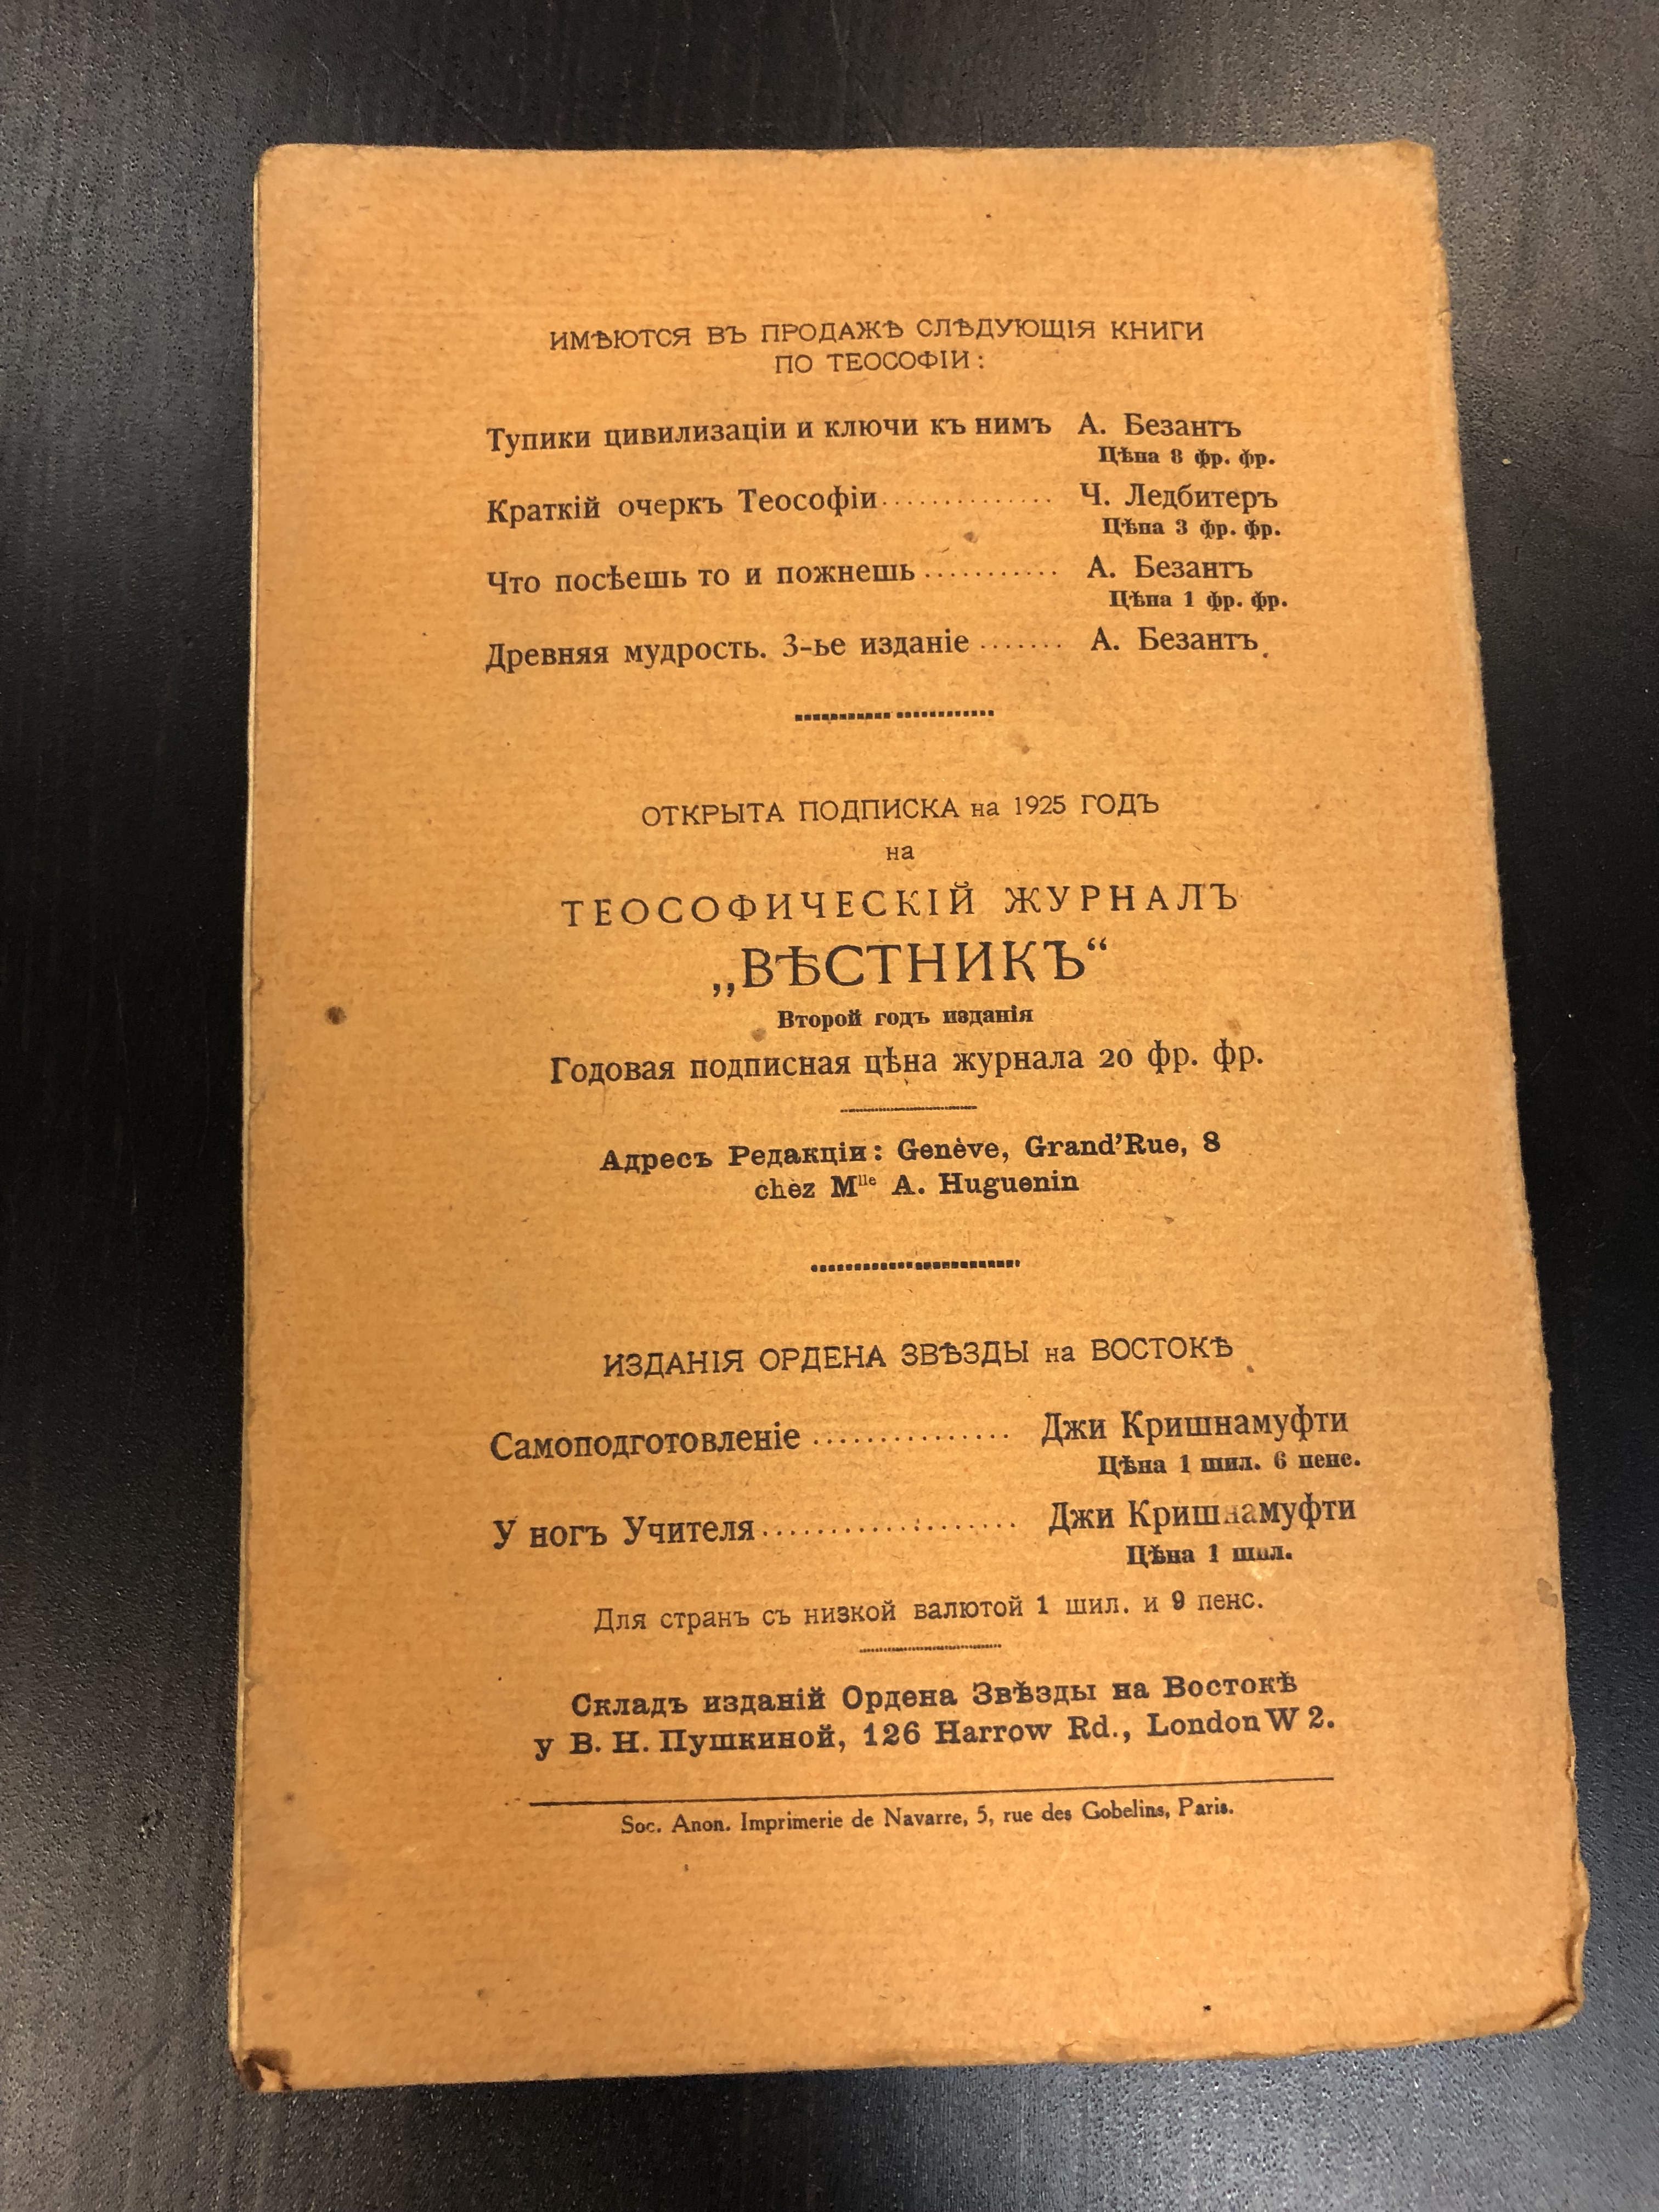 ИМѢЮТСЯ ВЪ ПРОДАЖѢ СЛѢДУЮЩІЯ КНИГИ
ПО ТЕОСОФІИ:
Тупики цивилизаціи и ключи къ нимъ А. Безантъ
Цѣна 8 фр. фр.
Краткій очеркъ Теософіи.............. Ч. Ледбитеръ
Цѣна 3 фр. фр.
Что посѣешь то и пожнешь........... А. Безантъ
Цѣна 1 фр. фр.
Древняя мудрость. 3-ье изданіе....... А. Безантъ
ОТКРЫТА ПОДПИСКА на 1925 ГОДЪ
на
ТЕОСОФИЧЕСКІЙ ЖУРНАЛЪ
„ВѢСТНИКЪ“
Второй годъ изданія
Годовая подписная цѣна журнала 20 фр. фр.
Адресъ Редакціи: Genève, Grand'Rue, 8
chez Mlle A. Huguenin
ИЗДАНІЯ ОРДЕНА ЗВѢЗДЫ на ВОСТОКѢ
Самоподготовленіе............... Джи Кришнамуфти
Цѣна 1 шил. 6 пенс.
У ногъ Учителя................... Джи Кришнамуфти
Цѣна 1 шил.
Для странъ съ низкой валютой 1 шил. и 9 пенс.
Складъ изданій Ордена Звѣзды на Востокѣ
у В. Н. Пушкиной, 126 Harrow Rd., London W 2.
Soc. Anon. Imprimerie de Navarre, 5, rue des Gobelins, Paris.